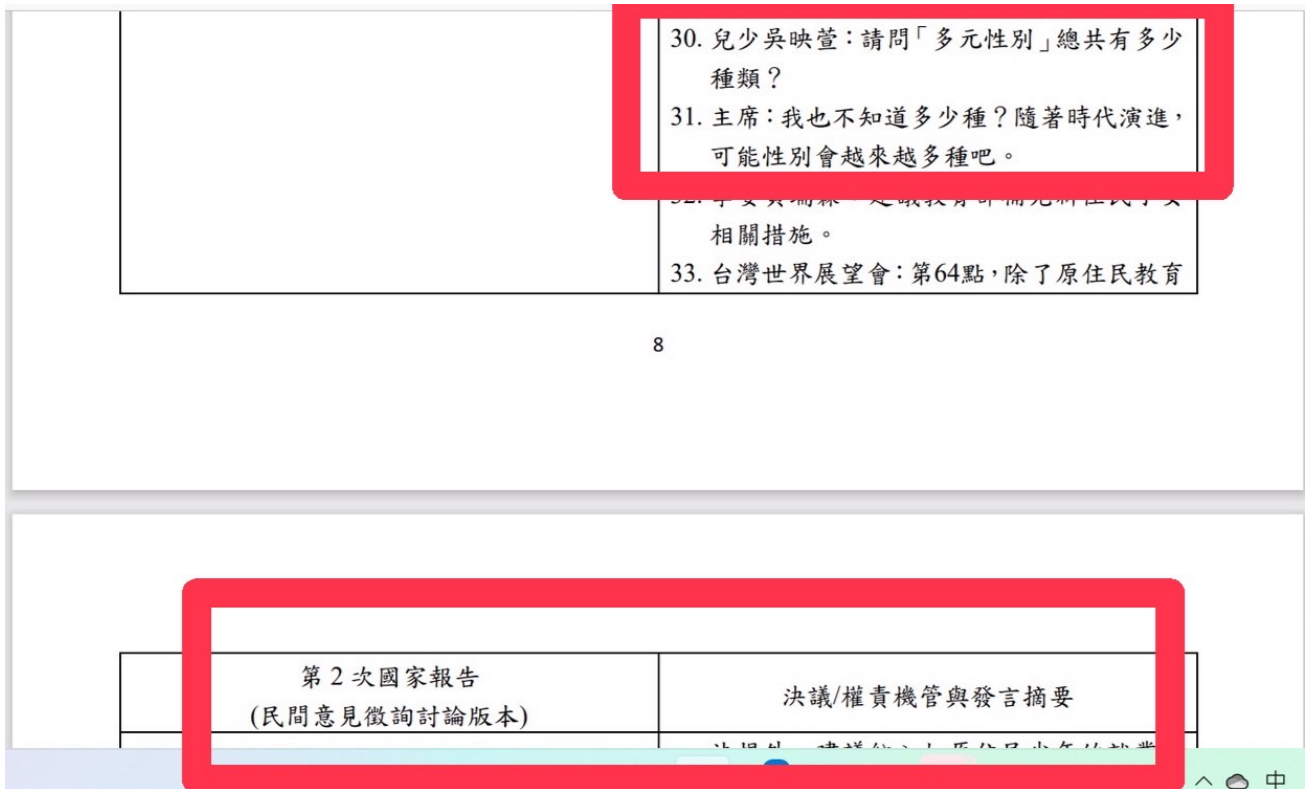 30. 兒少吳映萱：請問「多元性別」總共有多少
種類？
31. 主席：我也不知道多少種？隨著時代演進，
可能性別會越來越多種吧。
相關措施。
33. 台灣世界展望會：第64點，除了原住民教育
8
第 2 次國家報告
(民間意見徵詢討論版本)
決議/權責機關與發言摘要
中